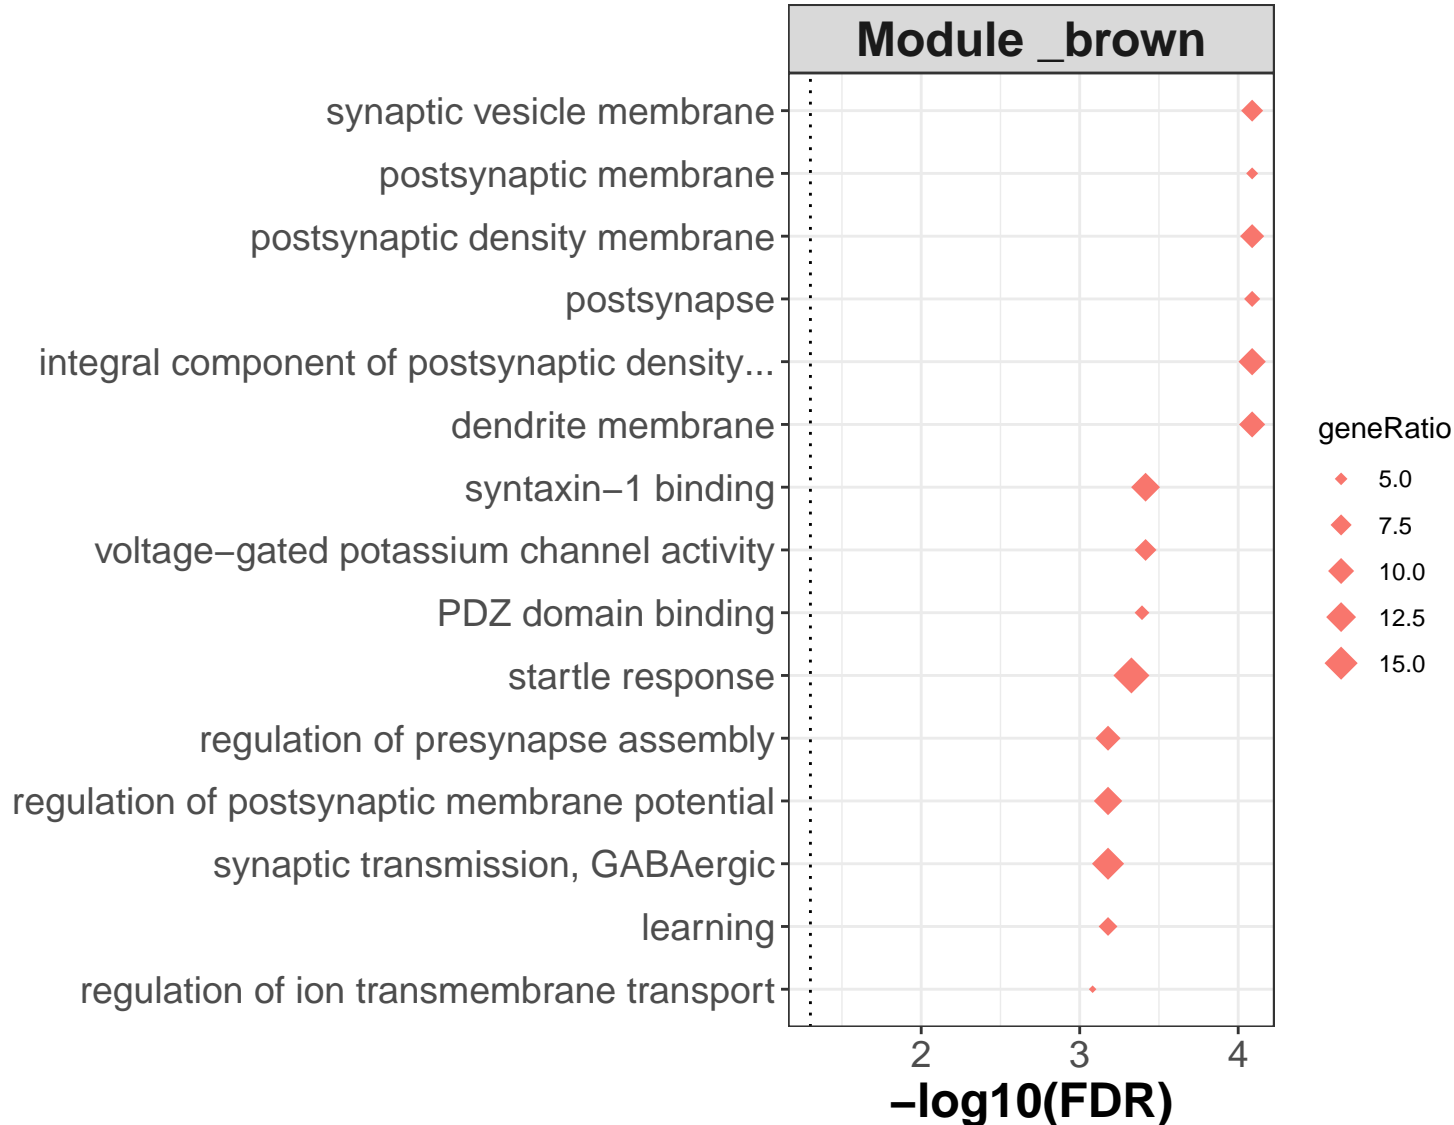 Module _brown
synaptic vesicle membrane
postsynaptic membrane
postsynaptic density membrane
postsynapse
integral component of postsynaptic density...
dendrite membrane
syntaxin−1 binding
voltage−gated potassium channel activity
PDZ domain binding
startle response
regulation of presynapse assembly
regulation of postsynaptic membrane potential
synaptic transmission, GABAergic
learning
regulation of ion transmembrane transport
2 3 4
−log10(FDR)
geneRatio
5.0
7.5
10.0
12.5
15.0